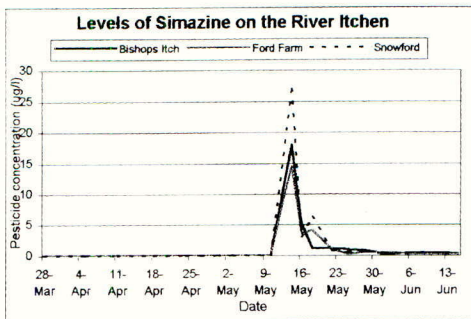 Levels of Simazine on the River Itchen
Bishops Itch Ford Farm Snowford
Pesticide concentration (ug/l)
30
25
20
15
10
5
0
28- 4- 11- 18- 25- 2- 9- 16- 23- 30- 6- 13-
Mar Apr Apr Apr Apr May May May May May Jun Jun
Date